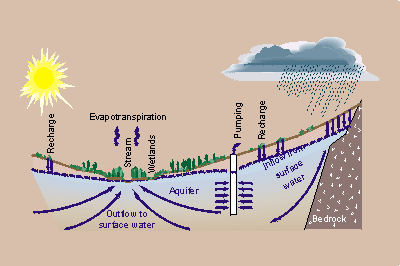 Recharge
Evapotranspiration
Stream
Wetlands
Pumping
Recharge
Inflow from
surface
water
Aquifer
Outflow to
surface water
Bedrock